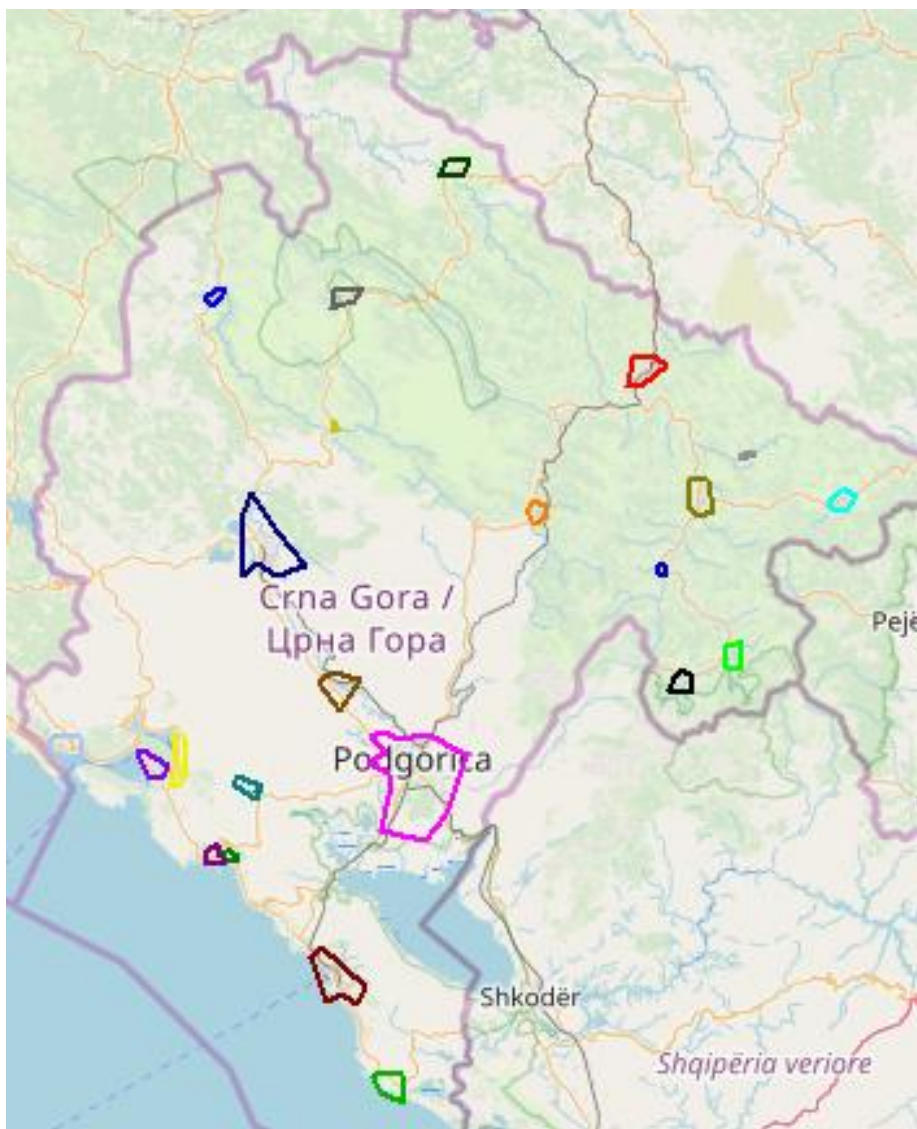 Crna Gora /
Црна Гора
Pejë
Podgorica
Shkodër
Shqipëria veriore